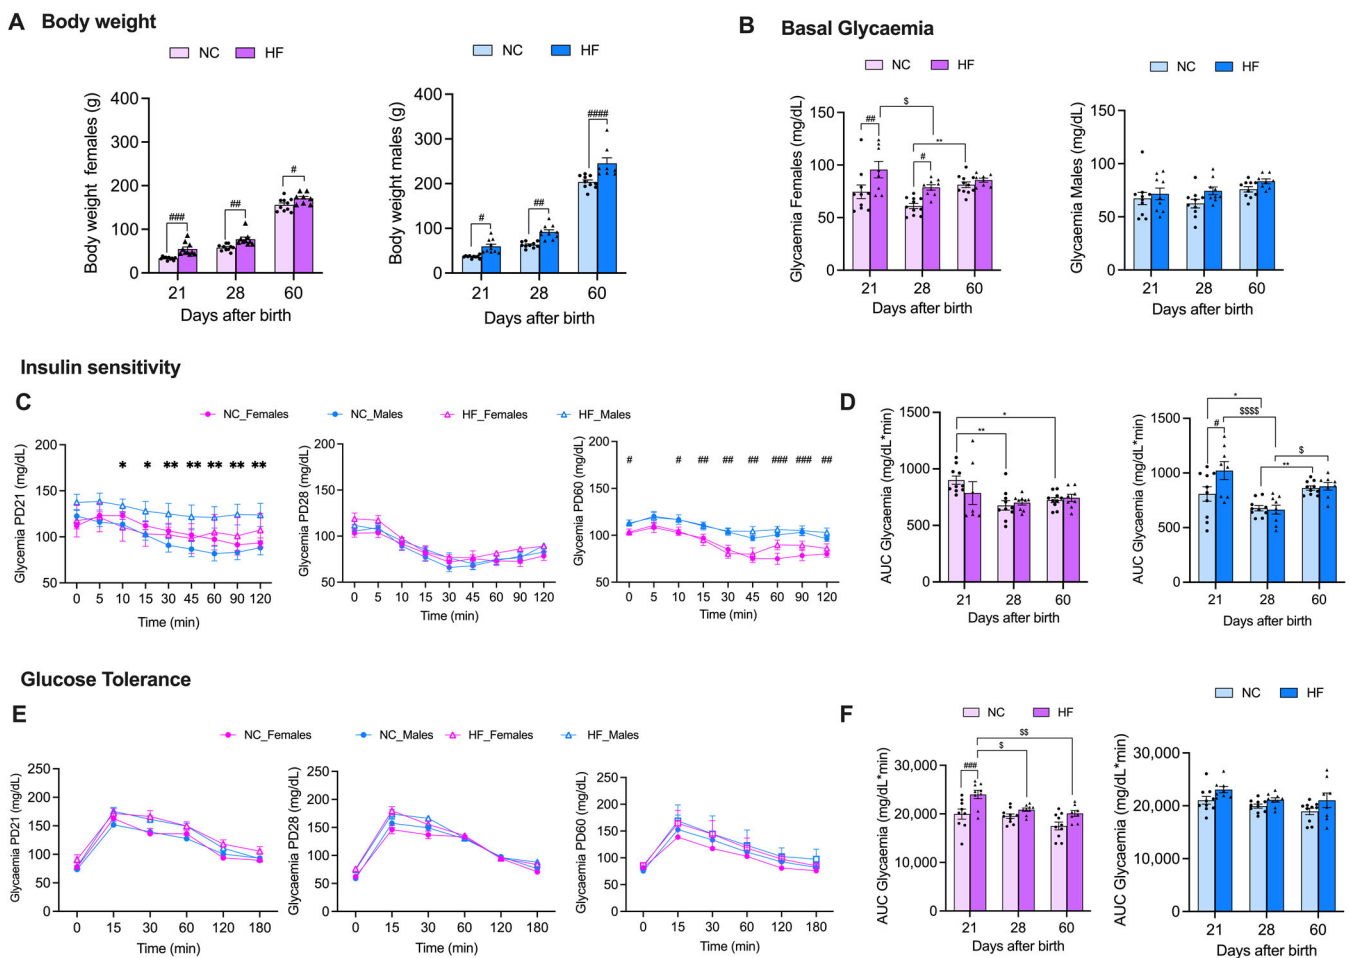 A Body weight
NC HF
Body weight females (g)
400
300
200
100
0
###
##
#
21 28 60
Days after birth
NC HF
Body weight males (g)
400
300
200
100
0
#
##
####
21 28 60
Days after birth
B Basal Glycaemia
NC HF
Glycaemia Females (mg/dL)
150
100
50
0
##
$
#
**
21 28 60
Days after birth
NC HF
Glycaemia Males (mg/dL)
150
100
50
0
21 28 60
Days after birth
Insulin sensitivity
C
NC_Females NC_Males HF_Females HF_Males
Glycemia PD21 (mg/dL)
200
150
100
50
* * ** ** ** ** **
0 5 10 15 30 45 60 90 120
Time (min)
Glycemia PD28 (mg/dL)
200
150
100
50
0 5 10 15 30 45 60 90 120
Time (min)
Glycemia PD60 (mg/dL)
200
150
100
50
# # ## ## ## ### ### ##
0 5 10 15 30 45 60 90 120
Time (min)
D
AUC Glycaemia (mg/dL*min)
1500
1000
500
0
*
**
21 28 60
Days after birth
AUC Glycaemia (mg/dL*min)
1500
1000
500
0
*
$$$$
#
$
**
21 28 60
Days after birth
Glucose Tolerance
E
NC_Females NC_Males HF_Females HF_Males
Glycaemia PD21 (mg/dL)
250
200
150
100
50
0
0 15 30 60 120 180
Time (min)
Glycaemia PD28 (mg/dL)
250
200
150
100
50
0
0 15 30 60 120 180
Time (min)
Glycaemia PD60 (mg/dL)
250
200
150
100
50
0
0 15 30 60 120 180
Time (min)
F
NC HF
AUC Glycaemia (mg/dL*min)
30,000
20,000
10,000
0
###
$
$$
21 28 60
Days after birth
NC HF
AUC Glycaemia (mg/dL*min)
30,000
20,000
10,000
0
21 28 60
Days after birth